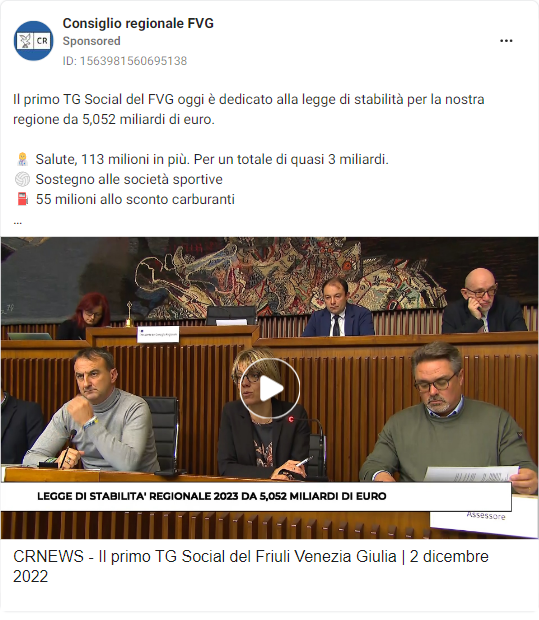 Consiglio regionale FVG
Sponsored
ID: 1563981560695138
Il primo TG Social del FVG oggi è dedicato alla legge di stabilità per la nostra
regione da 5,052 miliardi di euro.
Salute, 113 milioni in più. Per un totale di quasi 3 miliardi.
Sostegno alle società sportive
55 milioni allo sconto carburanti
...
LEGGE DI STABILITA' REGIONALE 2023 DA 5,052 MILIARDI DI EURO
Assessore
CRNEWS - Il primo TG Social del Friuli Venezia Giulia | 2 dicembre
2022
CR